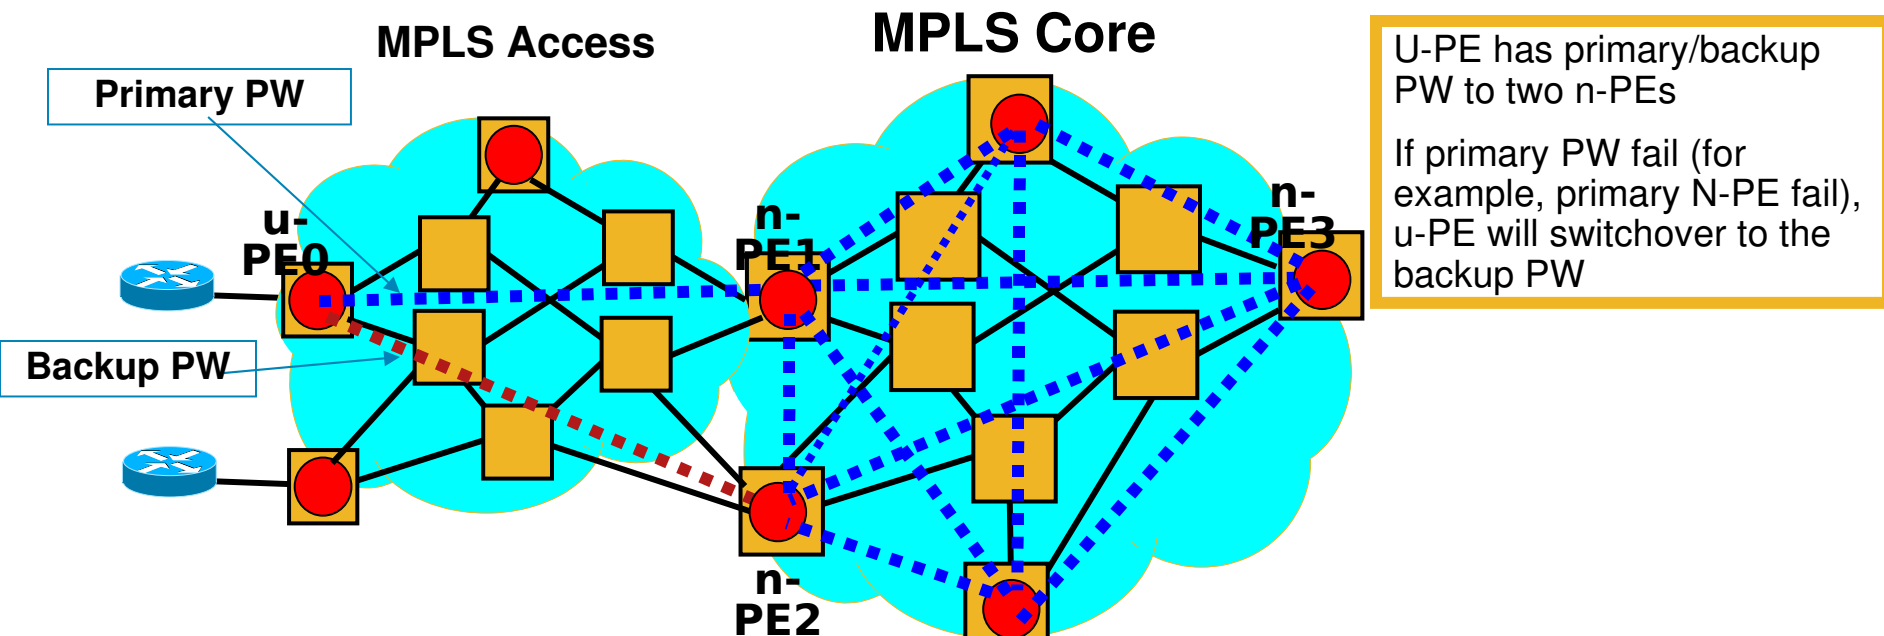 MPLS Access
MPLS Core
Primary PW
U-PE has primary/backup
PW to two n-PEs
If primary PW fail (for
example, primary N-PE fail),
u-PE will switchover to the
backup PW
u-
PE0
n-
PE1
n-
PE3
Backup PW
n-
PE2